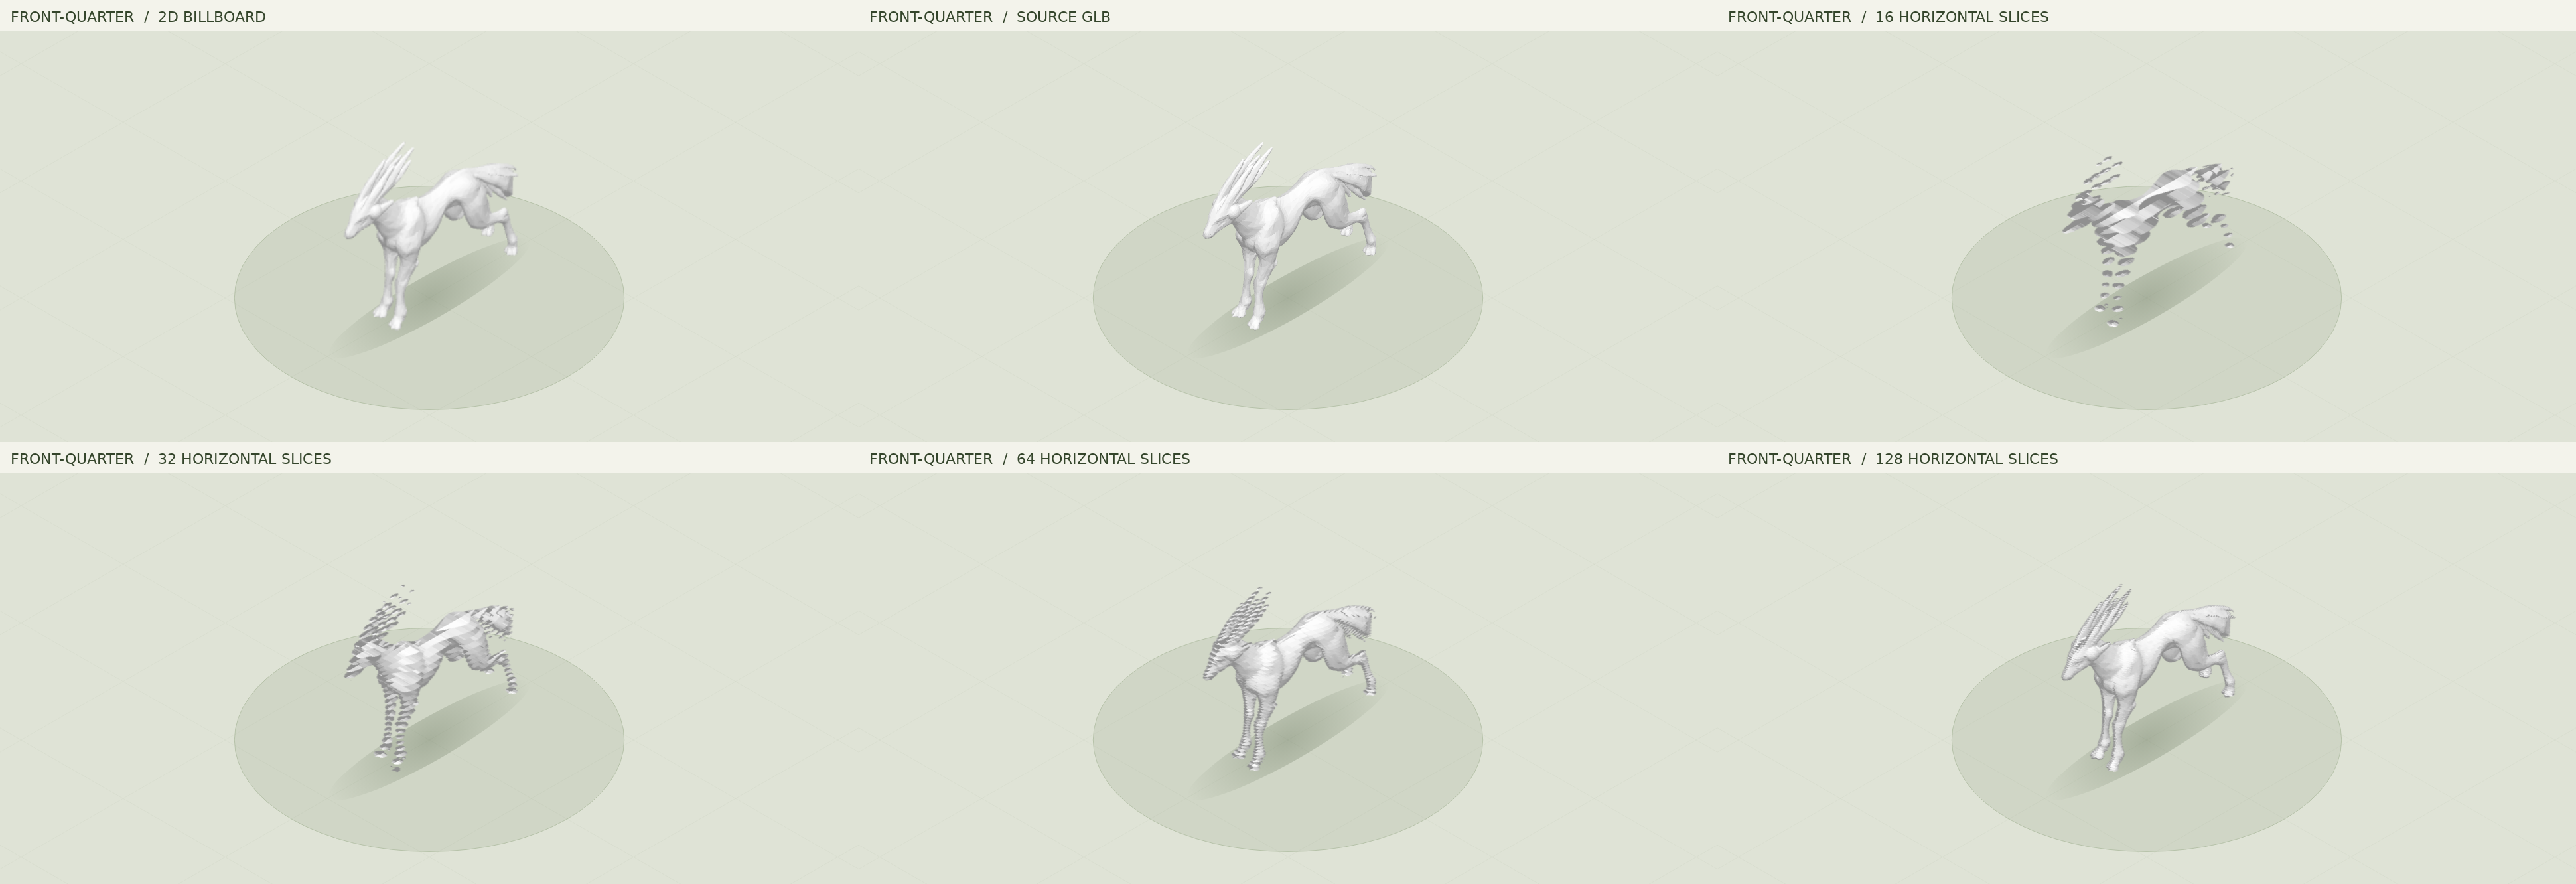 FRONT-QUARTER / 2D BILLBOARD
FRONT-QUARTER / SOURCE GLB
FRONT-QUARTER / 16 HORIZONTAL SLICES
FRONT-QUARTER / 32 HORIZONTAL SLICES
FRONT-QUARTER / 64 HORIZONTAL SLICES
FRONT-QUARTER / 128 HORIZONTAL SLICES